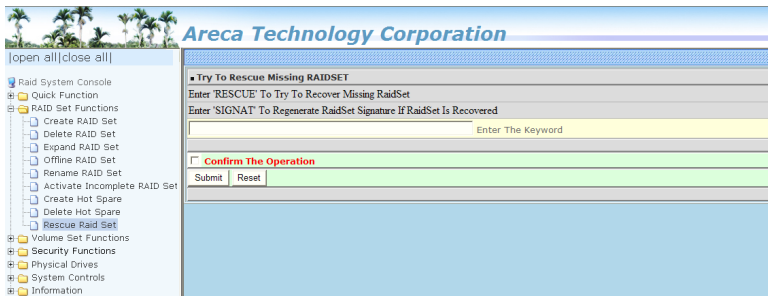 Areca Technology Corporation
|open all|close all|
Raid System Console
Quick Function
RAID Set Functions
Create RAID Set
Delete RAID Set
Expand RAID Set
Offline RAID Set
Rename RAID Set
Activate Incomplete RAID Set
Create Hot Spare
Delete Hot Spare
Rescue Raid Set
Volume Set Functions
Security Functions
Physical Drives
System Controls
Information
Try To Rescue Missing RAIDSET
Enter 'RESCUE' To Try To Recover Missing RaidSet
Enter 'SIGNAT' To Regenerate RaidSet Signature If RaidSet Is Recovered
Enter The Keyword
Confirm The Operation
Submit Reset